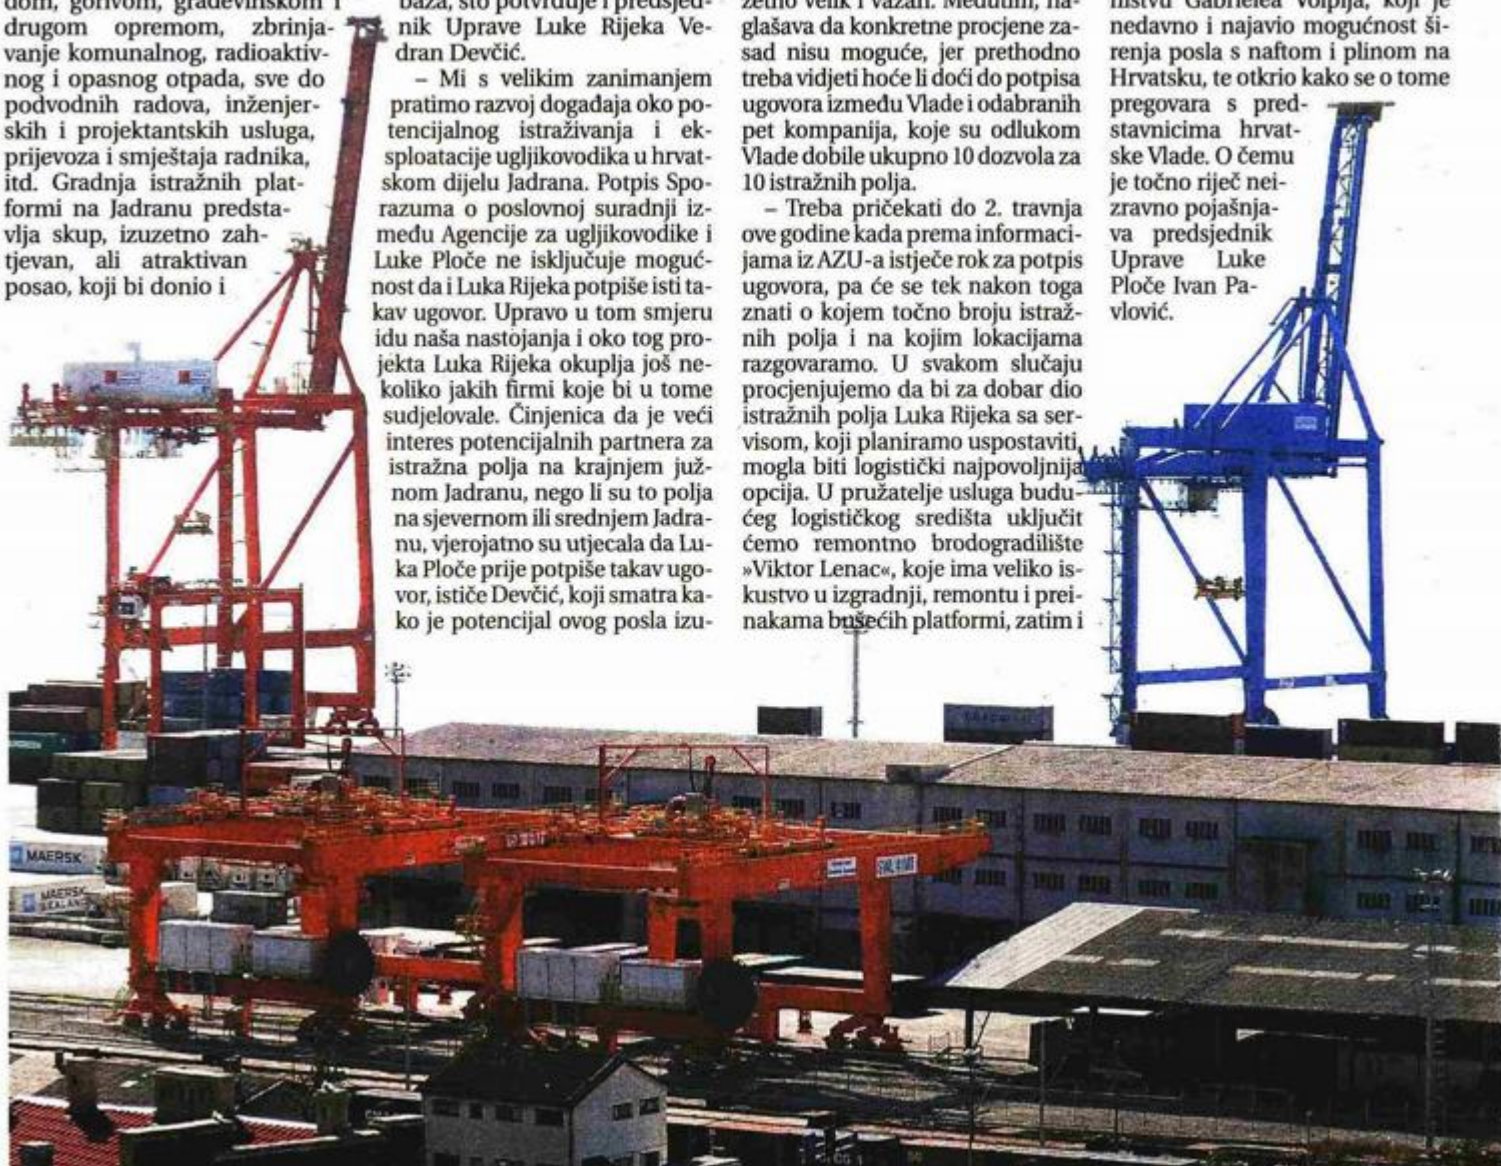 dom, gorivom, građevinskom i
drugom opremom, zbrinja-
vanje komunalnog, radioaktiv-
nog i opasnog otpada, sve do
podvodnih radova, inženjer-
skih i projektantskih usluga,
prijevoza i smještaja radnika,
itd. Gradnja istražnih plat-
formi na Jadranu predsta-
vlja skup, izuzetno zah-
tjevan, ali atraktivan
posao, koji bi donio i
baza, što potvrđuje i predsjed-
nik Uprave Luke Rijeka Ve-
dran Devčić.
– Mi s velikim zanimanjem
pratimo razvoj događaja oko po-
tencijalnog istraživanja i ek-
sploatacije ugljikovodika u hrvat-
skom dijelu Jadrana. Potpis Spo-
razuma o poslovnoj suradnji iz-
među Agencije za ugljikovodike i
Luke Ploče ne isključuje moguć-
nost da i Luka Rijeka potpiše isti ta-
kav ugovor. Upravo u tom smjeru
idu naša nastojanja i oko tog pro-
jekta Luka Rijeka okuplja još ne-
koliko jakih firmi koje bi u tome
sudjelovale. Činjenica da je veći
interes potencijalnih partnera za
istražna polja na krajnjem juž-
nom Jadranu, nego li su to polja
na sjevernom ili srednjem Jadra-
nu, vjerojatno su utjecala da Lu-
ka Ploče prije potpiše takav ugo-
vor, ističe Devčić, koji smatra ka-
ko je potencijal ovog posla izu-
zetno velik i važan. Međutim, na-
glašava da konkretne procjene za-
sad nisu moguće, jer prethodno
treba vidjeti hoće li doći do potpisa
ugovora između Vlade i odabranih
pet kompanija, koje su odlukom
Vlade dobile ukupno 10 dozvola za
10 istražnih polja.
– Treba pričekati do 2. travnja
ove godine kada prema informaci-
jama iz AZU-a istječe rok za potpis
ugovora, pa će se tek nakon toga
znati o kojem točno broju istraž-
nih polja i na kojim lokacijama
razgovaramo. U svakom slučaju
procjenjujemo da bi za dobar dio
istražnih polja Luka Rijeka sa ser-
visom, koji planiramo uspostaviti,
mogla biti logistički najpovoljnija
opcija. U pružatelje usluga budu-
ćeg logističkog središta uključit
ćemo remontno brodogradilište
»Viktor Lenac«, koje ima veliko is-
kustvo u izgradnji, remontu i prei-
nakama bušećih platformi, zatim i
ništvu Gabrielea Volpija, koji je
nedavno i najavio mogućnost ši-
renja posla s naftom i plinom na
Hrvatsku, te otkrio kako se o tome
pregovara s pred-
stavnicima hrvat-
ske Vlade. O čemu
je točno riječ nei-
zravno pojašnja-
va predsjednik
Uprave Luke
Ploče Ivan Pa-
vlović.
MAERSK
MAERSK
SEALAND